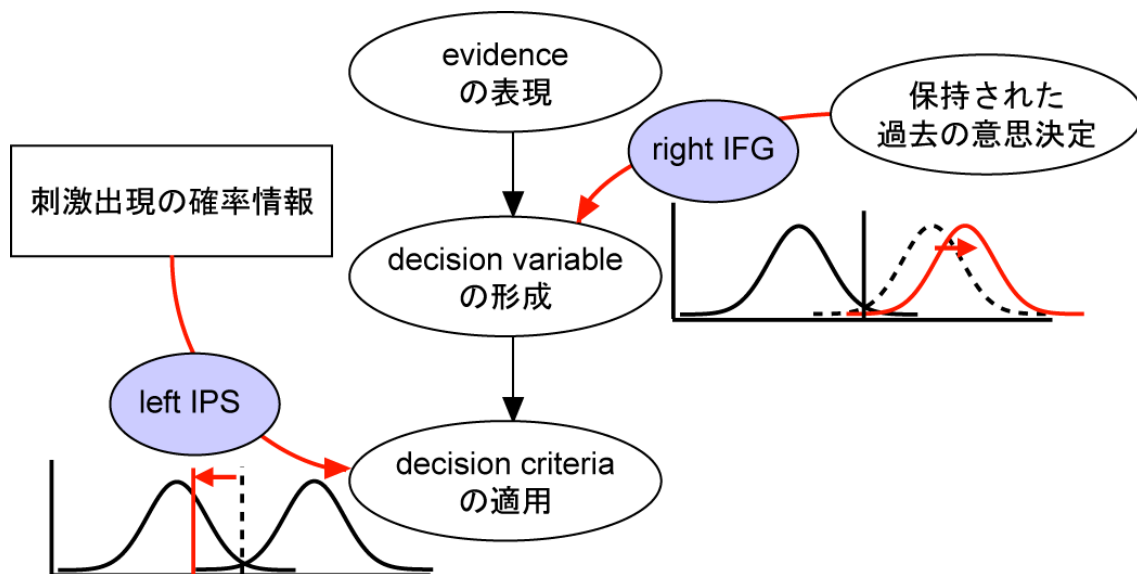 evidence
の表現
保持された
過去の意思決定
right IFG
刺激出現の確率情報
decision variable
の形成
left IPS
decision criteria
の適用